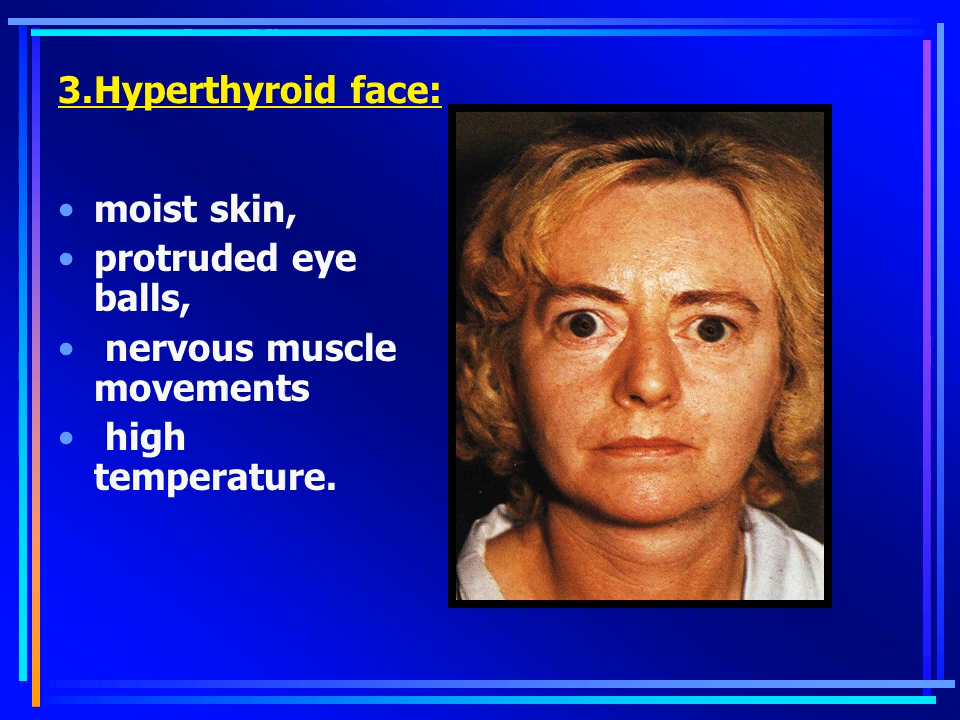 3.Hyperthyroid face:
• moist skin,
• protruded eye
balls,
• nervous muscle
movements
• high
temperature.